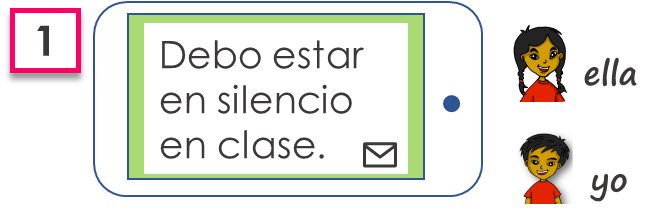 1
Debo estar
en silencio
en clase.
ella
yo